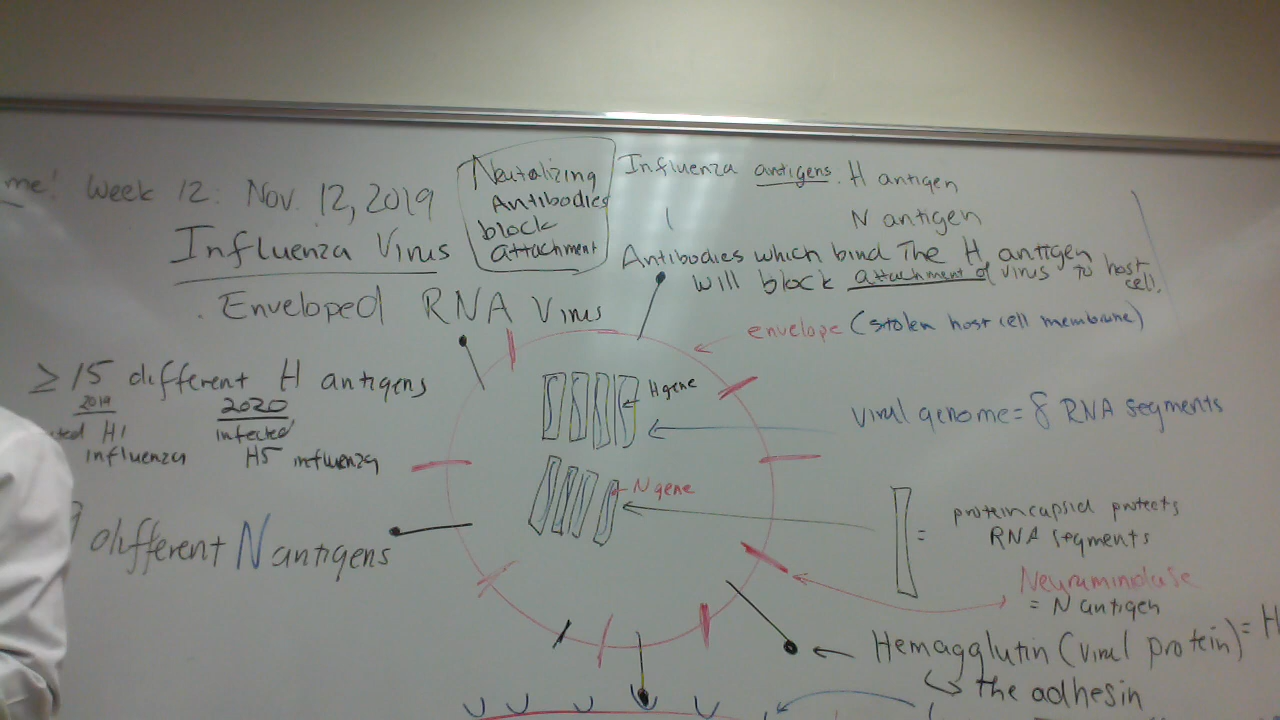 me! Week 12: Nov. 12, 2019
Influenza Virus
Enveloped RNA Virus
Neutalizing
Antibodies
block
attachment
Influenza antigens. H antigen
N antigen
Antibodies which bind The H antigen
will block attachment of virus to host
cell.
envelope (stolen host cell membrane)
≥ 15 different H antigens
2019
2020
H1
infected
influenza
H5 influenza
different N antigens
H gene
N gene
viral genome = 8 RNA segments
= protein capsid protects
RNA segments
Neuraminidase
= N antigen
Hemagglutin (viral protein) = H
↳ the adhesin